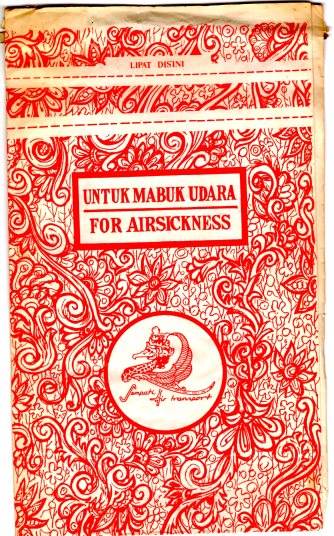 LIPAT DISINI
UNTUK MABUK UDARA
FOR AIRSICKNESS
Sempati air transport